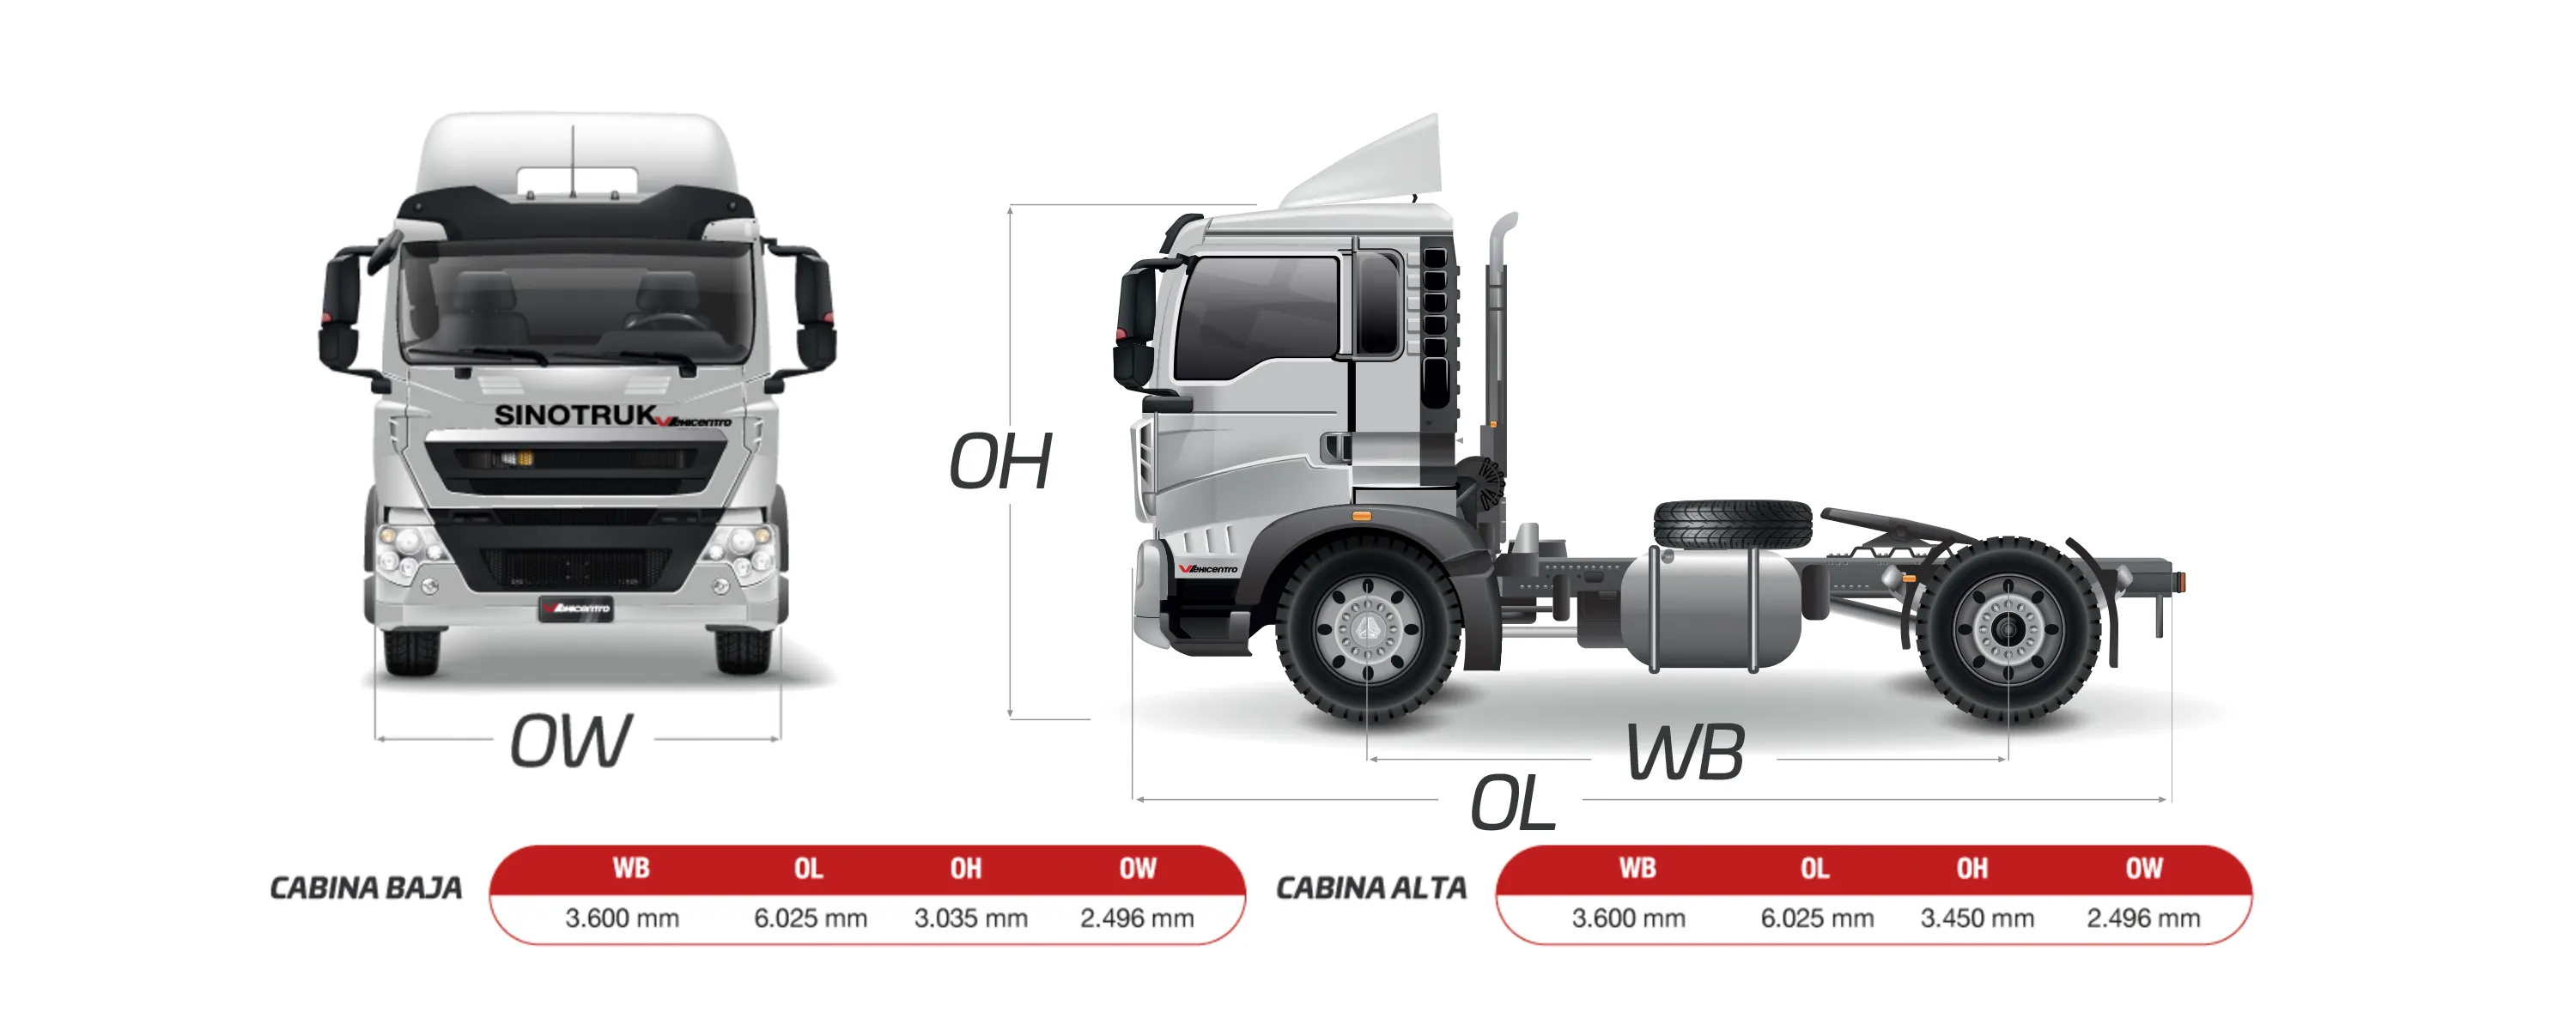 SINOTRUK Vehicentro
Vehicentro
Vehicentro
OH
OW
WB
OL
CABINA BAJA
WB OL OH OW
3.600 mm 6.025 mm 3.035 mm 2.496 mm
CABINA ALTA
WB OL OH OW
3.600 mm 6.025 mm 3.450 mm 2.496 mm